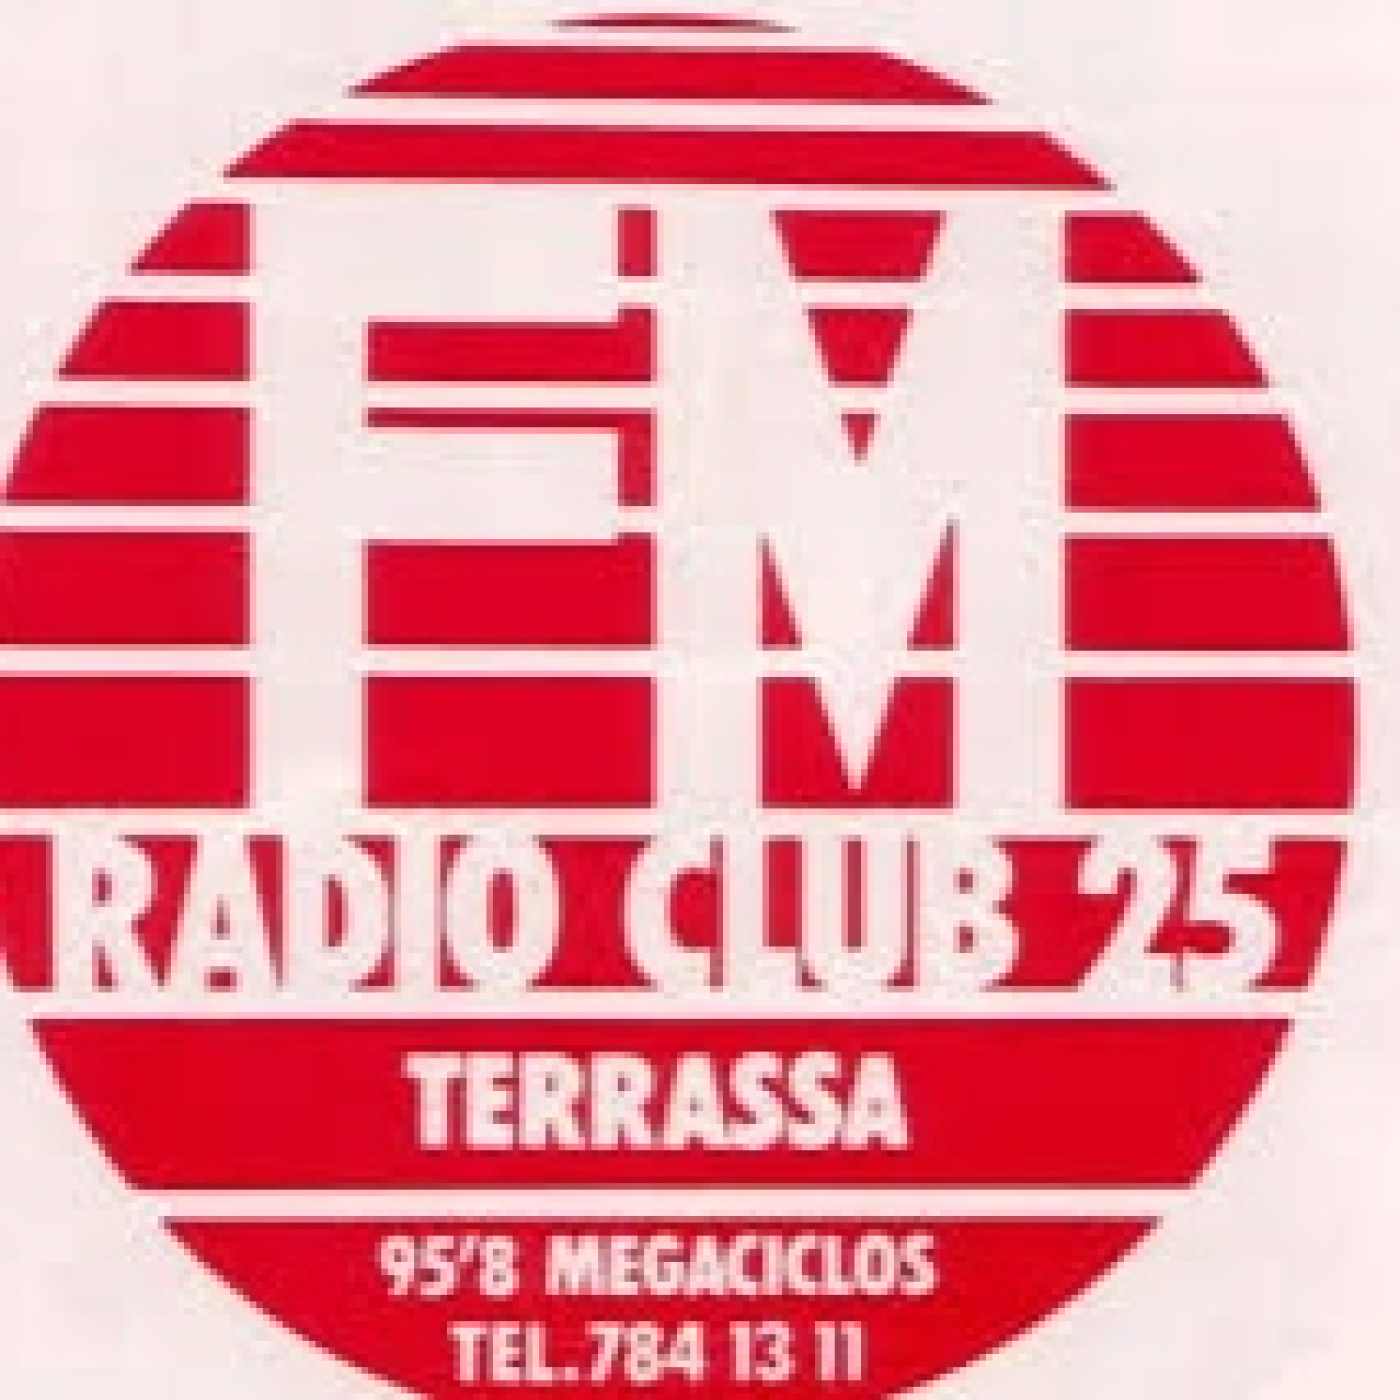 FM
RADIO CLUB 25
TERRASSA
95'8 MEGACICLOS
TEL.784 13 11